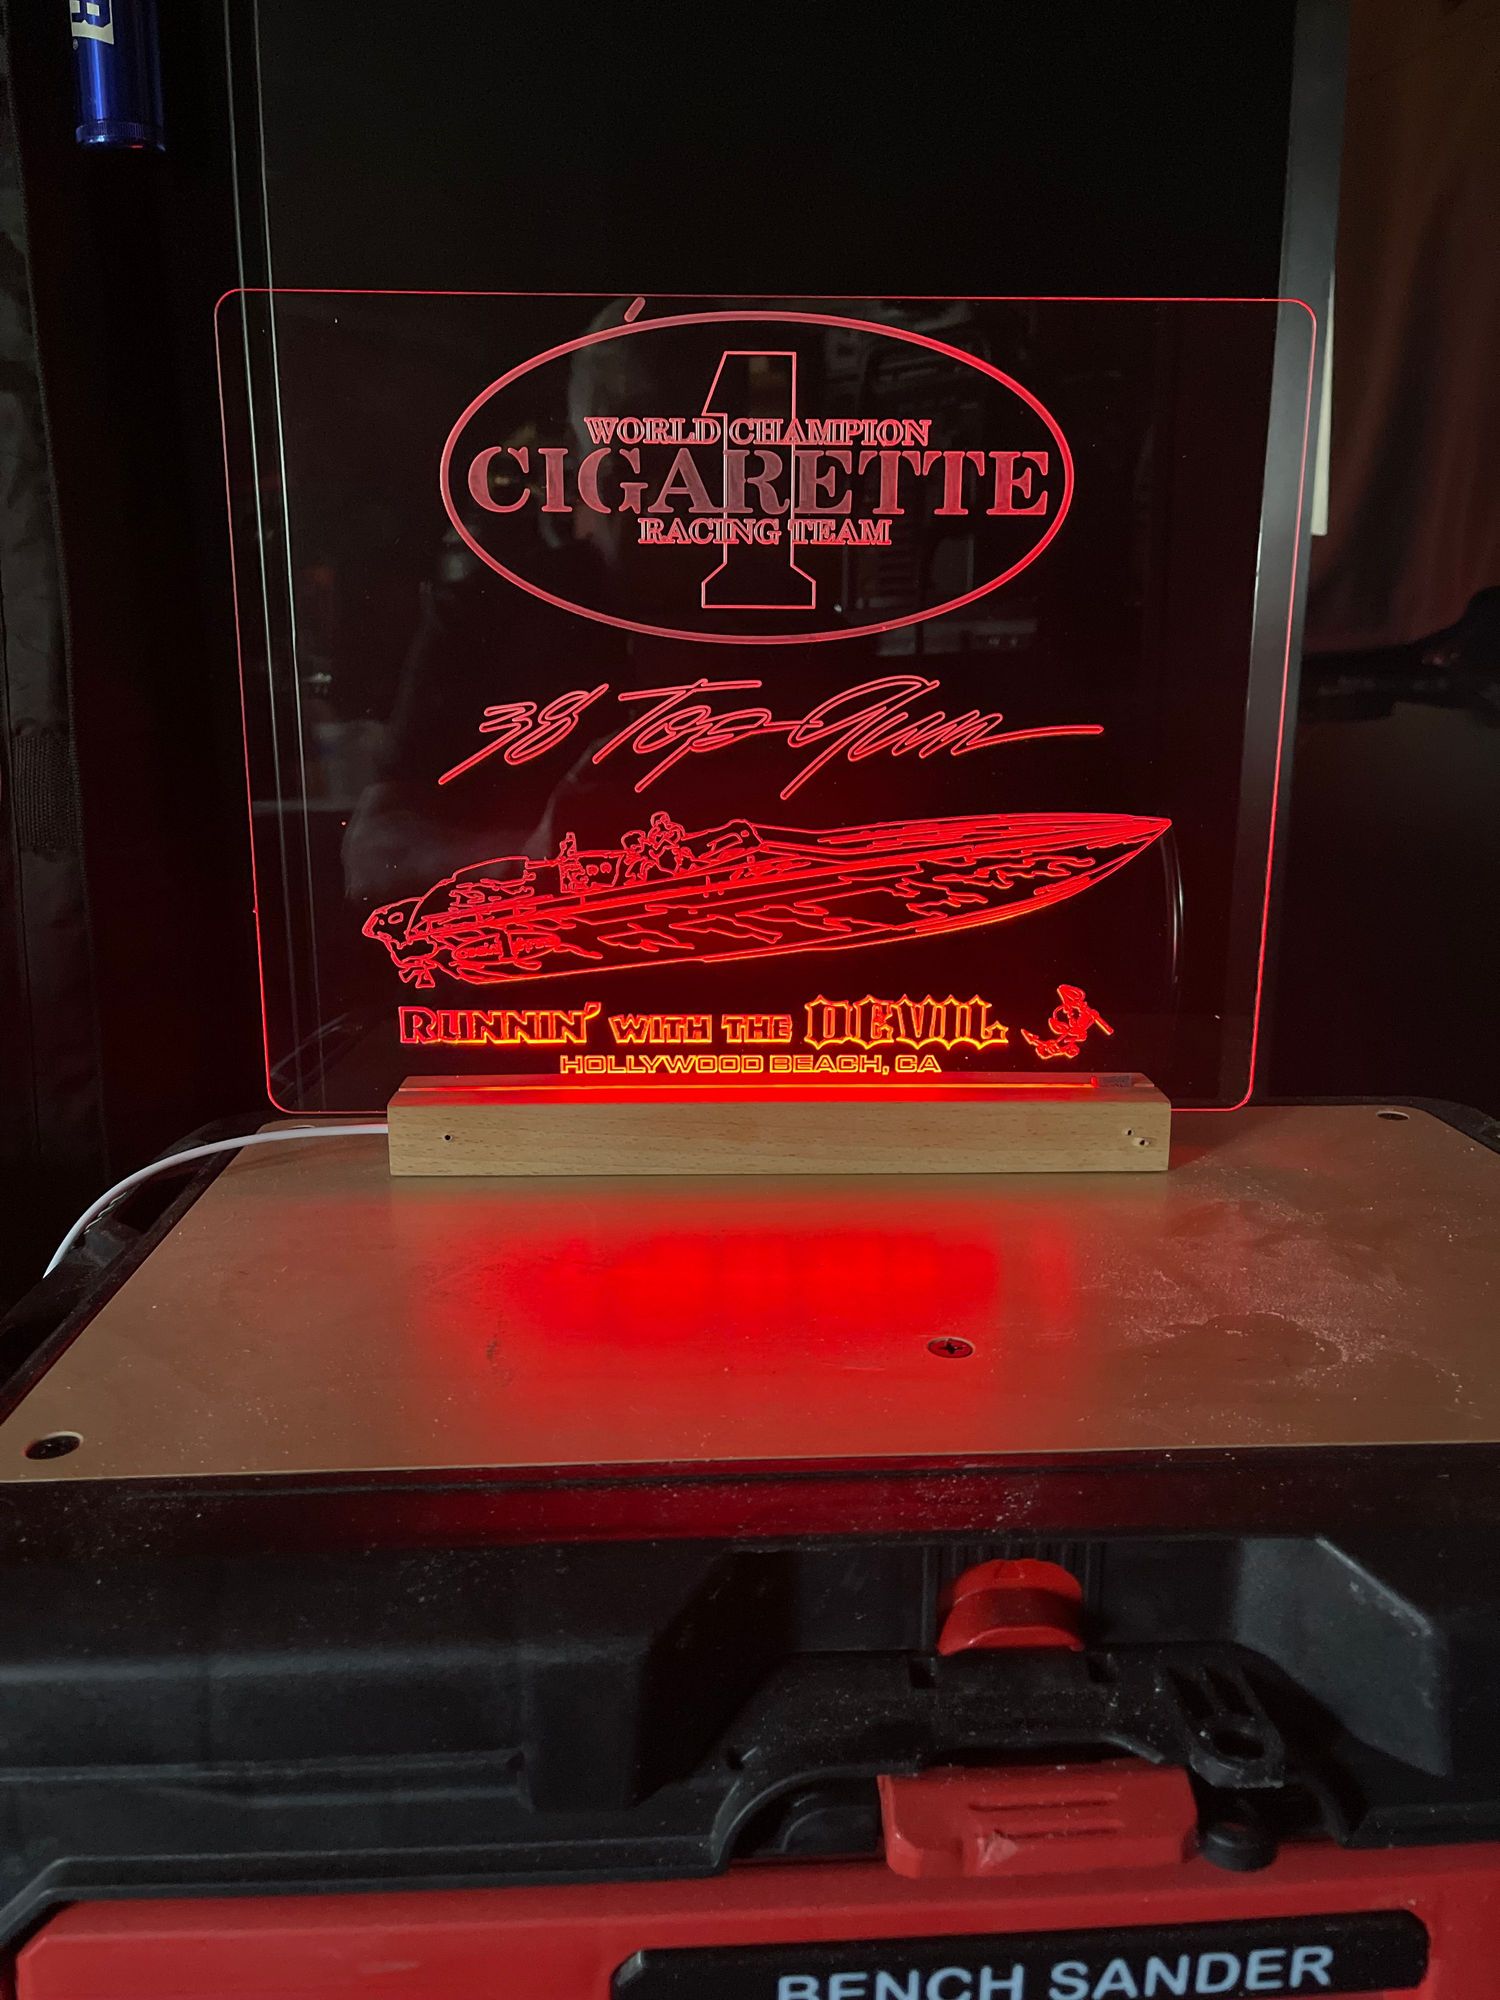 B
WORLD CHAMPION
1
CIGARETTE
RACING TEAM
38 Top Gun
RUNNIN' WITH THE DEVIL
HOLLYWOOD BEACH, CA
BENCH SANDER